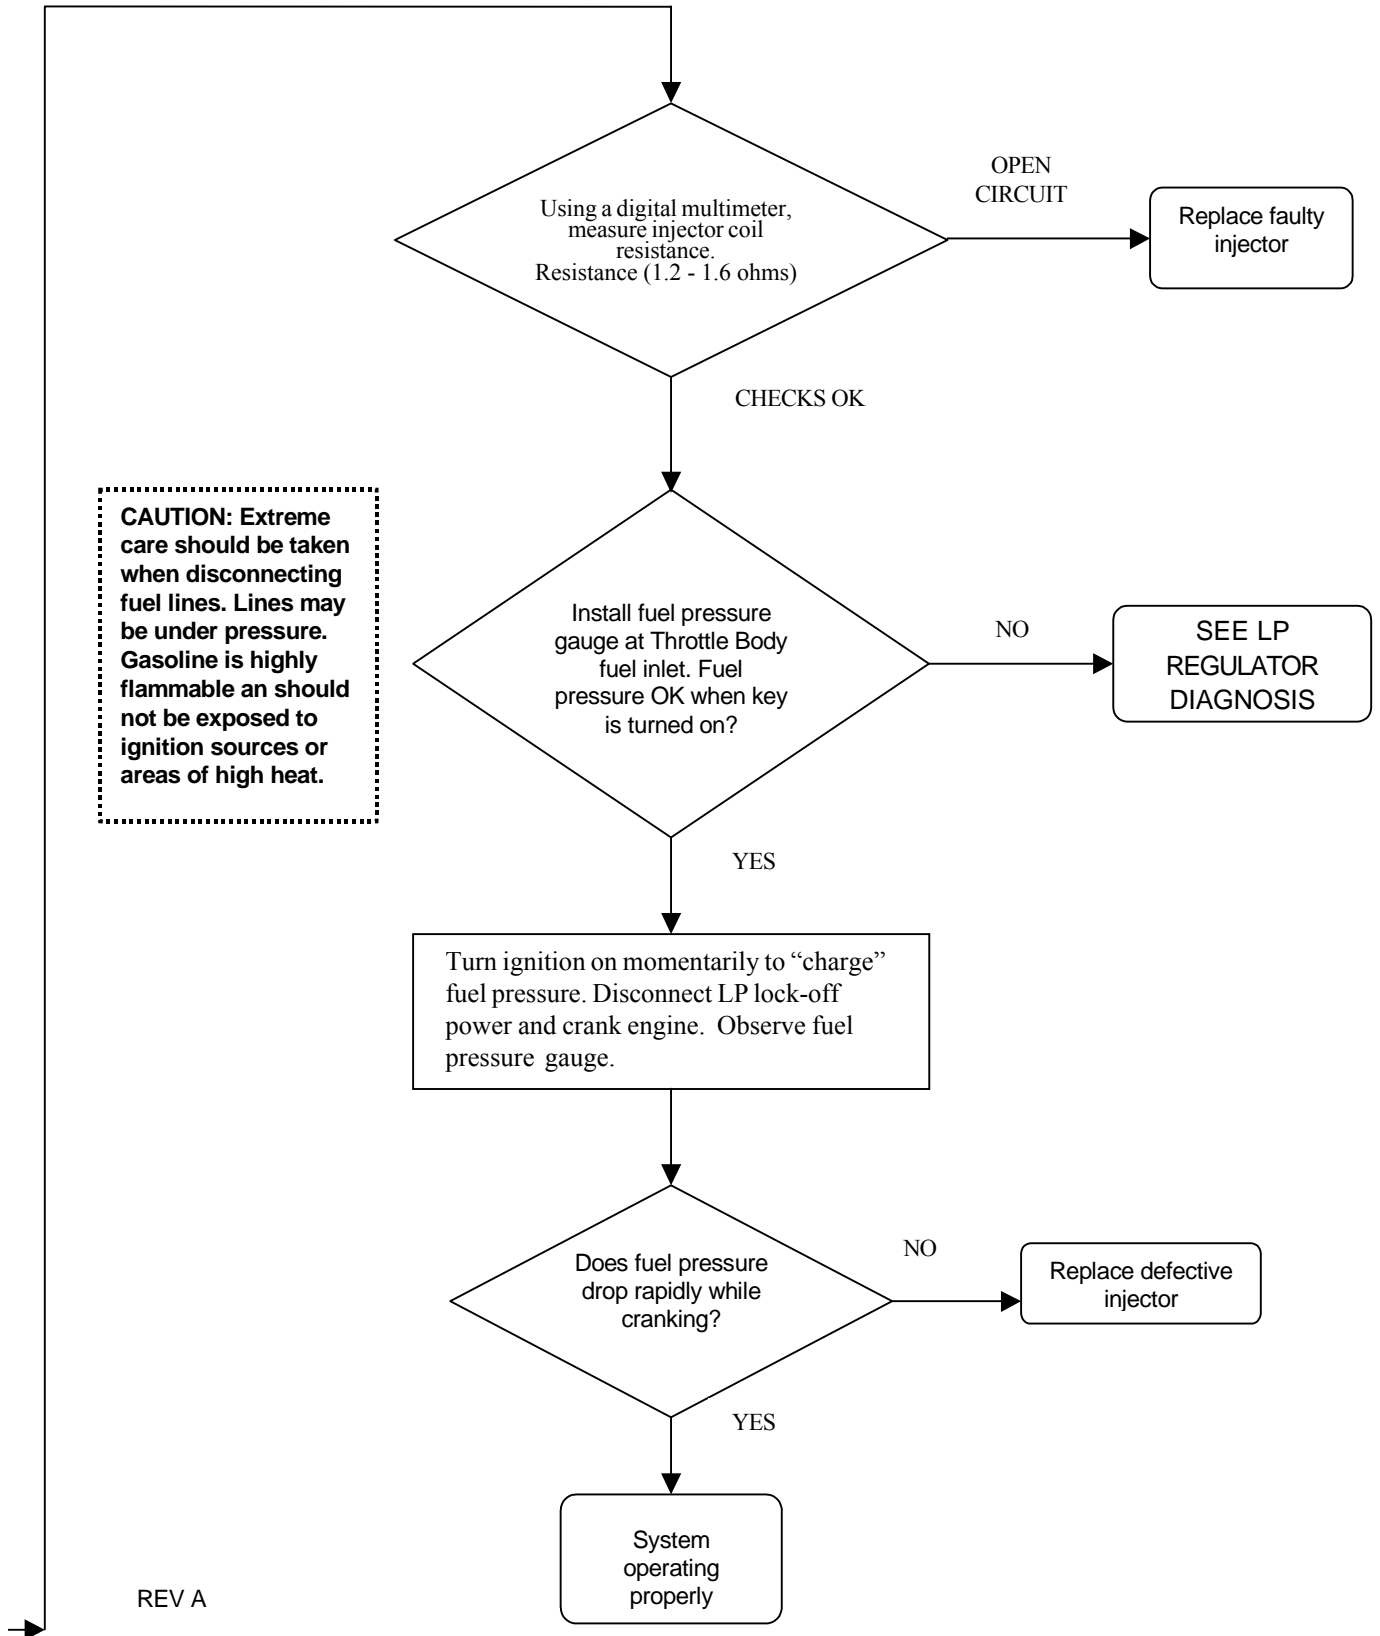 Using a digital multimeter,
measure injector coil
resistance.
Resistance (1.2 - 1.6 ohms)
OPEN
CIRCUIT
Replace faulty
injector
CHECKS OK
CAUTION: Extreme
care should be taken
when disconnecting
fuel lines. Lines may
be under pressure.
Gasoline is highly
flammable an should
not be exposed to
ignition sources or
areas of high heat.
Install fuel pressure
gauge at Throttle Body
fuel inlet. Fuel
pressure OK when key
is turned on?
NO
SEE LP
REGULATOR
DIAGNOSIS
YES
Turn ignition on momentarily to “charge”
fuel pressure. Disconnect LP lock-off
power and crank engine. Observe fuel
pressure gauge.
Does fuel pressure
drop rapidly while
cranking?
NO
Replace defective
injector
YES
System
operating
properly
REV A